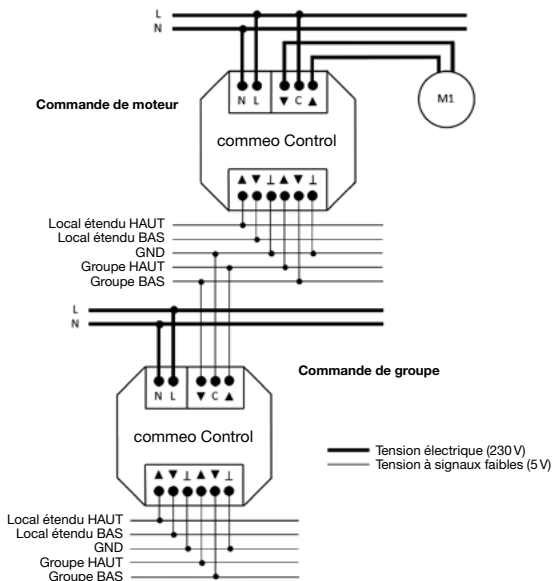 L
N
M1
N L ▼ C ▲
Commande de moteur
commeo Control
▲ ▼ ⊥ ▲ ▼ ⊥
Local étendu HAUT
Local étendu BAS
GND
Groupe HAUT
Groupe BAS
L
N
Commande de groupe
N L ▼ C ▲
commeo Control
Tension électrique (230 V)
Tension à signaux faibles (5 V)
▲ ▼ ⊥ ▲ ▼ ⊥
Local étendu HAUT
Local étendu BAS
GND
Groupe HAUT
Groupe BAS